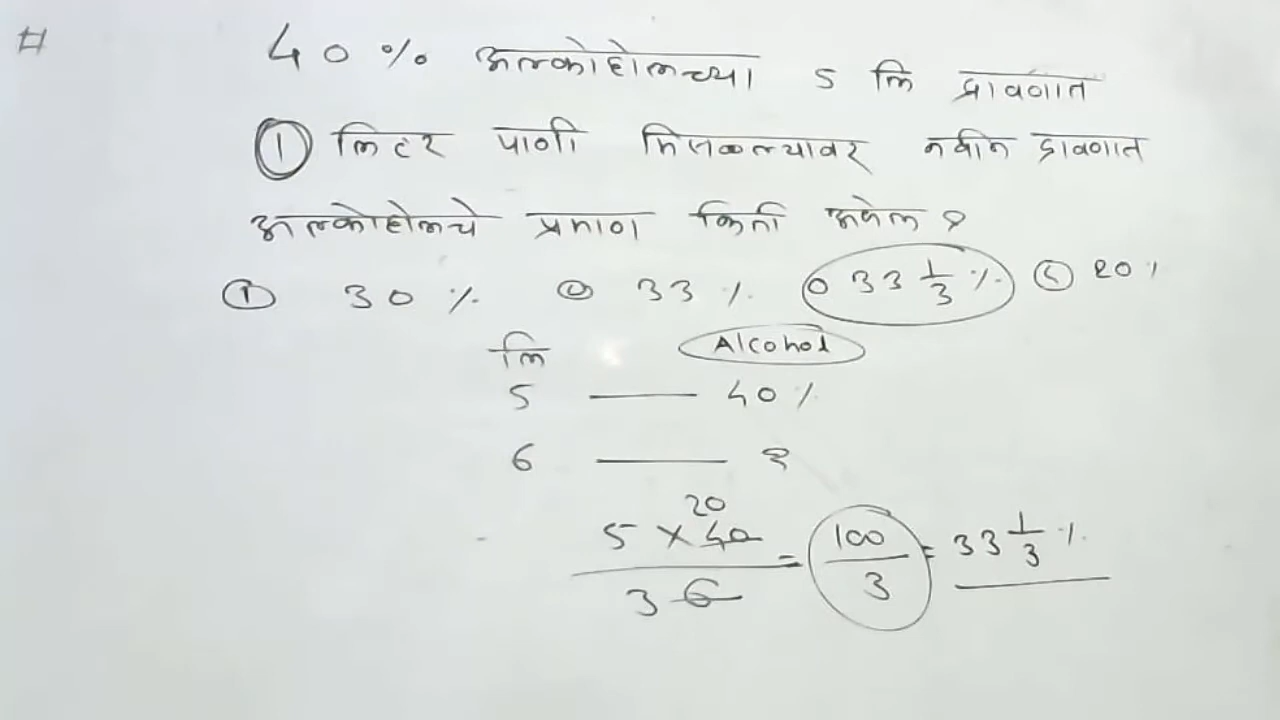 # 40 % अल्कोहोलच्या 5 लि द्रावणात
① लिटर पाणी मिसळल्यावर नवीन द्रावणात
अल्कोहोलचे प्रमाण किती असेल ?
① 30 % ② 33 % ③ 33 1/3 % ④ 20 %
लि Alcohol
5 — 40 %
6 — ?
20
5 × 40 / 3 6 = 100 / 3 = 33 1/3 %